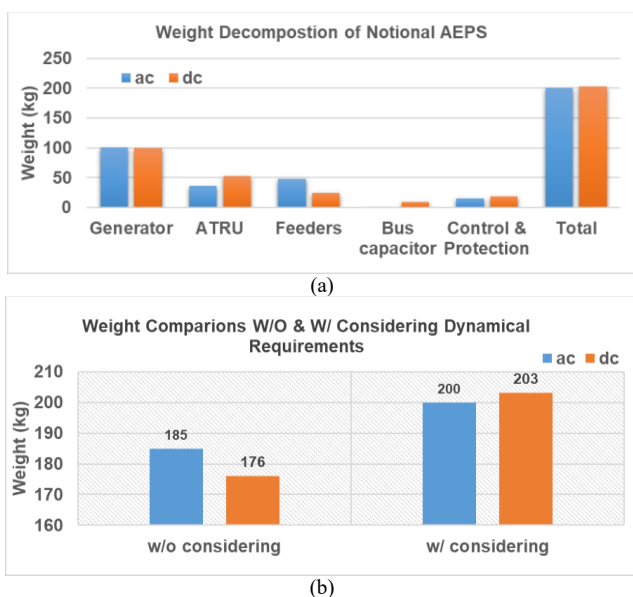 Weight Decompostion of Notional AEPS
ac dc
Weight (kg)
250
200
150
100
50
0
Generator ATRU Feeders Bus capacitor Control & Protection Total
(a)
Weight Comparions W/O & W/ Considering Dynamical
Requirements
ac dc
Weight (kg)
210
200
190
180
170
160
185
176
200
203
w/o considering w/ considering
(b)